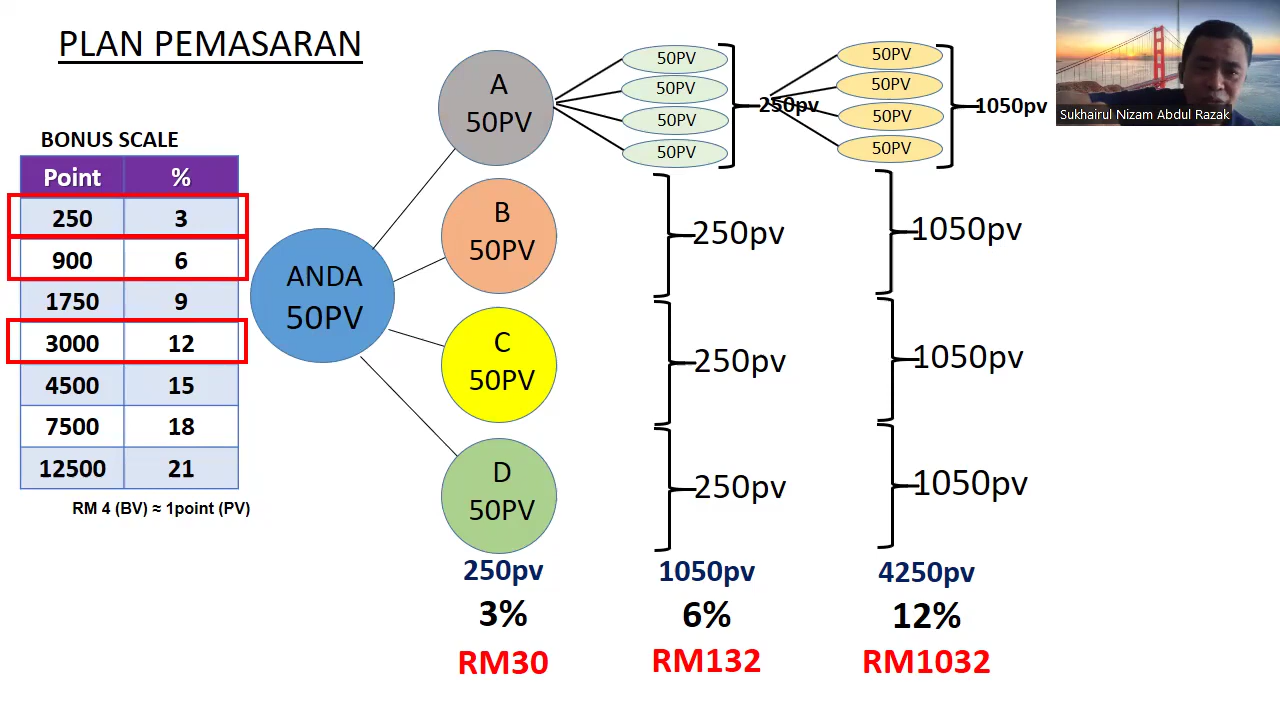 PLAN PEMASARAN
BONUS SCALE
Point %
250 3
900 6
1750 9
3000 12
4500 15
7500 18
12500 21
RM 4 (BV) ≈ 1point (PV)
ANDA
50PV
A
50PV
B
50PV
C
50PV
D
50PV
250pv
3%
RM30
50PV
50PV
50PV
50PV
250pv
250pv
250pv
250pv
1050pv
6%
RM132
50PV
50PV
50PV
50PV
1050pv
1050pv
1050pv
1050pv
4250pv
12%
RM1032
Sukhairul Nizam Abdul Razak